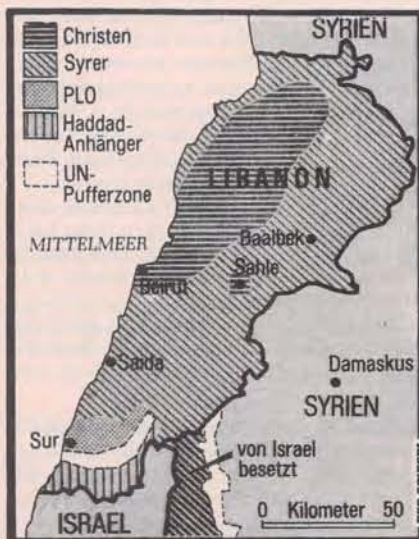 Christen
Syrer
PLO
Haddad-
Anhänger
UN-
Pufferzone
SYRIEN
LIBANON
MITTELMEER
Baalbek
Beirut
Sahle
Saida
Damaskus
SYRIEN
Sur
von Israel
besetzt
ISRAEL
0 Kilometer 50